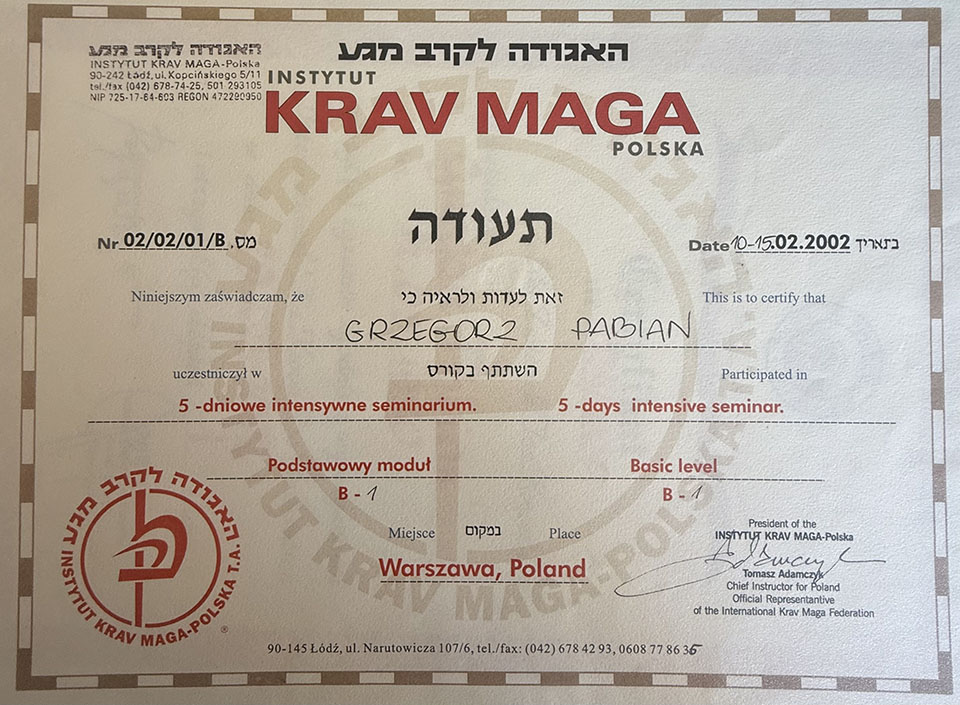 האגודה לקרב מגע
INSTYTUT KRAV MAGA-Polska
90-242 Łódź, ul. Kopcińskiego 5/11
tel./fax (042) 678-74-25, 501 293105
NIP 725-17-64-603 REGON 472290950
האגודה לקרב מגע
INSTYTUT
KRAV MAGA
POLSKA
תעודה
Nr 02/02/01/B מס.
Date 10-15.02.2002 בתאריך
Niniejszym zaświadczam, że זאת לעדות ולראיה כי This is to certify that
GRZEGORZ PABIAN
uczestniczył w השתתף בקורס Participated in
5 -dniowe intensywne seminarium. 5 -days intensive seminar.
Podstawowy moduł Basic level
B - 1 B - 1
Miejsce במקום Place
Warszawa, Poland
האגודה לקרב מגע
INSTYTUT KRAV MAGA-POLSKA T.A.
®
President of the
INSTYTUT KRAV MAGA-Polska
Tomasz Adamczyk
Chief Instructor for Poland
Official Representantive
of the International Krav Maga Federation
90-145 Łódź, ul. Narutowicza 107/6, tel./fax: (042) 678 42 93, 0608 77 86 35